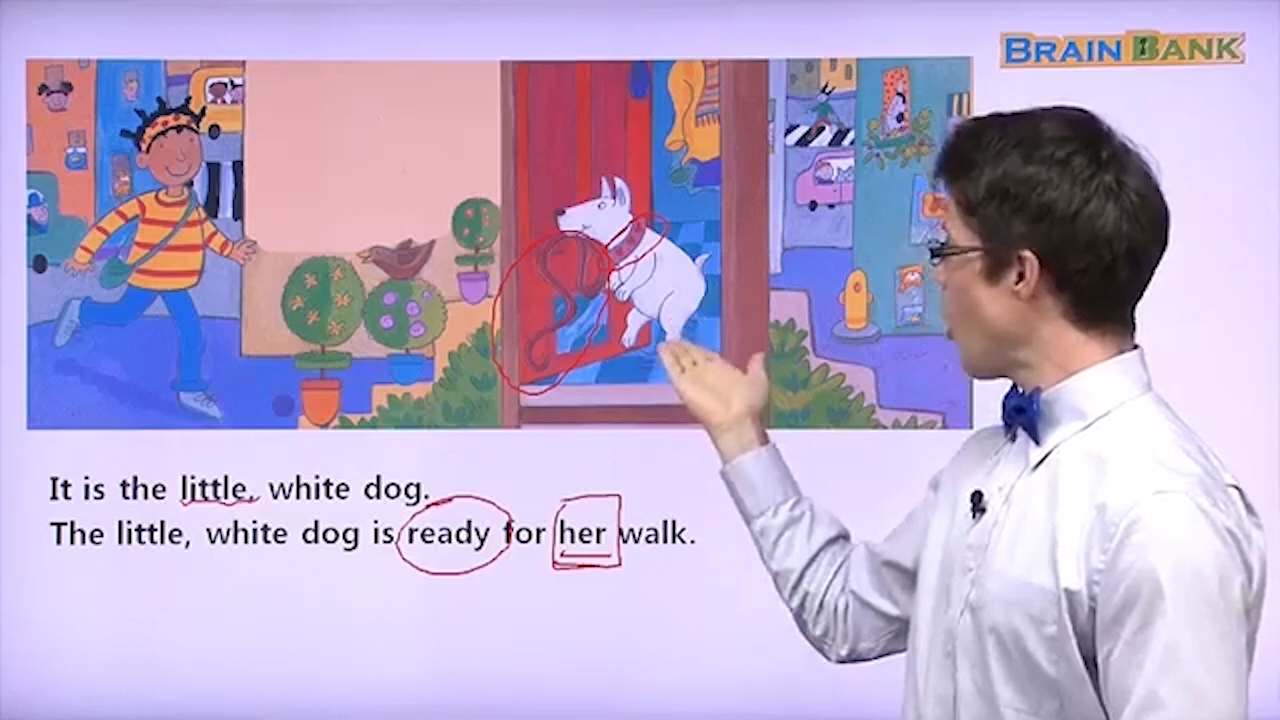 BRAIN BANK
It is the little, white dog.
The little, white dog is ready for her walk.